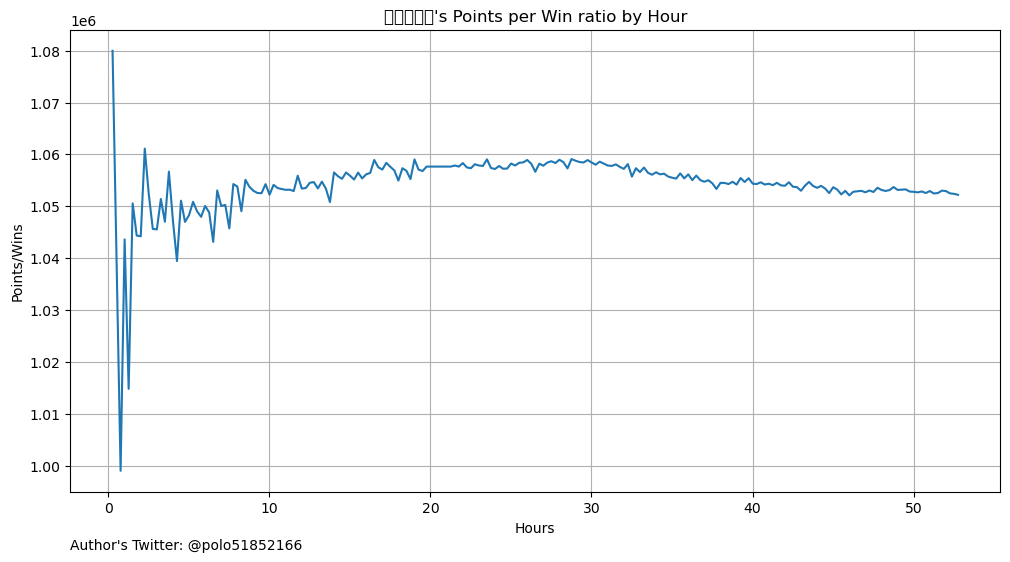 's Points per Win ratio by Hour
1e6
1.08
1.07
1.06
1.05
1.04
1.03
1.02
1.01
1.00
Points/Wins
0 10 20 30 40 50
Hours
Author's Twitter: @polo51852166